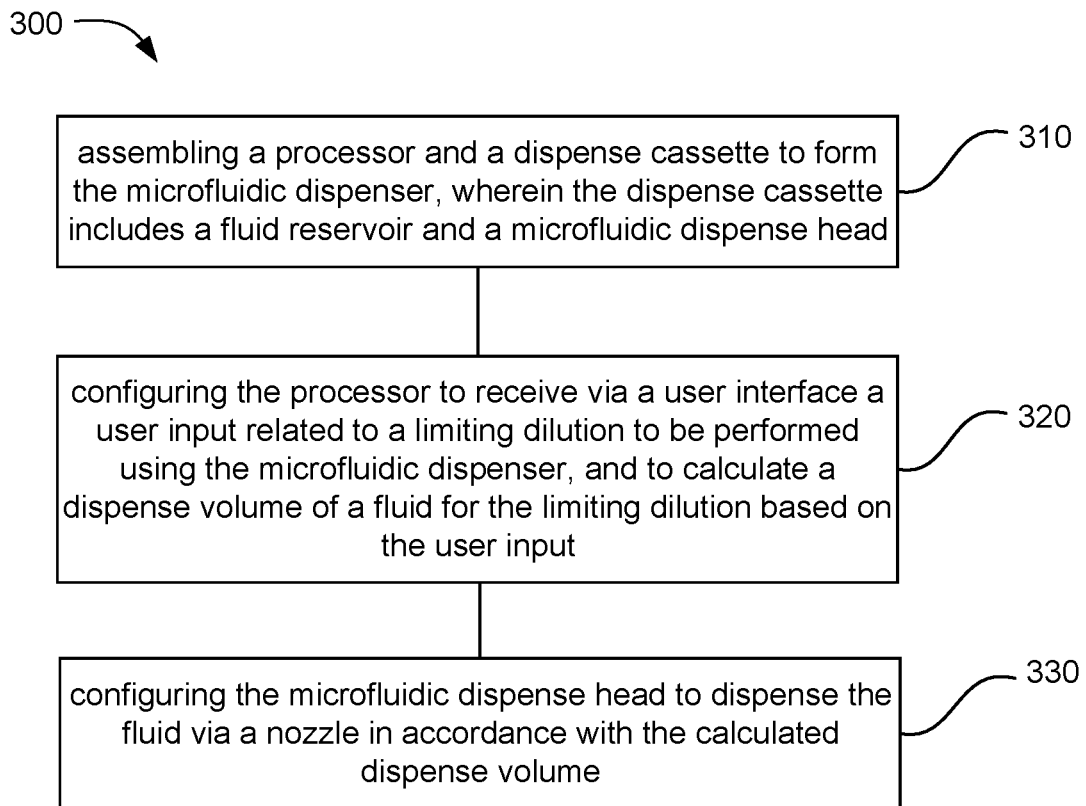 300
310
assembling a processor and a dispense cassette to form
the microfluidic dispenser, wherein the dispense cassette
includes a fluid reservoir and a microfluidic dispense head
320
configuring the processor to receive via a user interface a
user input related to a limiting dilution to be performed
using the microfluidic dispenser, and to calculate a
dispense volume of a fluid for the limiting dilution based on
the user input
330
configuring the microfluidic dispense head to dispense the
fluid via a nozzle in accordance with the calculated
dispense volume